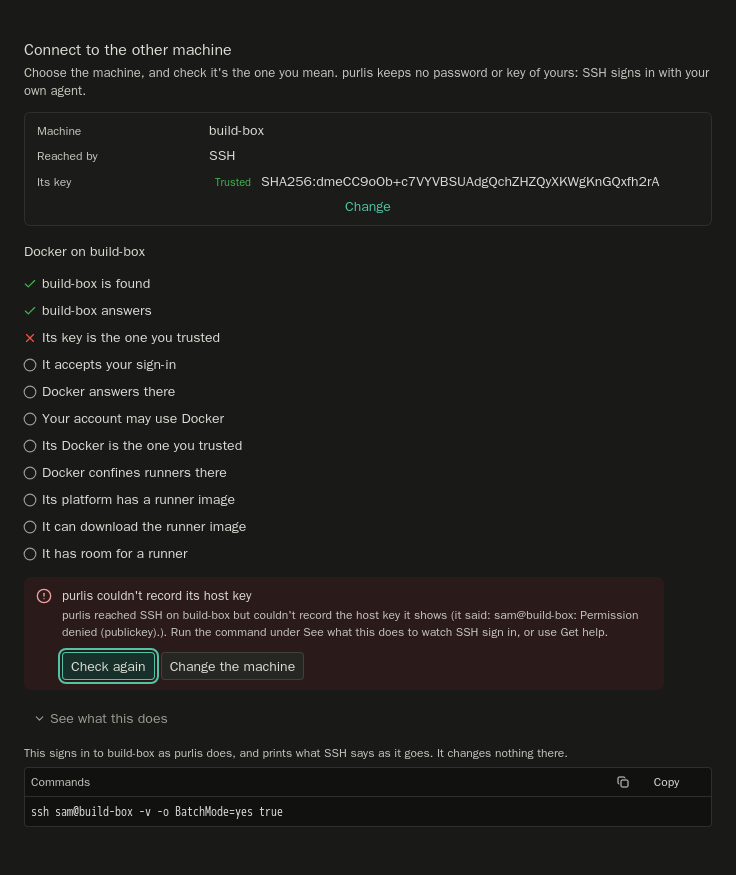 Connect to the other machine
Choose the machine, and check it's the one you mean. purlis keeps no password or key of yours: SSH signs in with your
own agent.
Machine build-box
Reached by SSH
Its key Trusted SHA256:dmeCC9oOb+c7VYVBSUAdgQchZHZQyXKWgKnGQxfh2rA
Change
Docker on build-box
build-box is found
build-box answers
Its key is the one you trusted
It accepts your sign-in
Docker answers there
Your account may use Docker
Its Docker is the one you trusted
Docker confines runners there
Its platform has a runner image
It can download the runner image
It has room for a runner
purlis couldn't record its host key
purlis reached SSH on build-box but couldn't record the host key it shows (it said: sam@build-box: Permission
denied (publickey).). Run the command under See what this does to watch SSH sign in, or use Get help.
Check again Change the machine
See what this does
This signs in to build-box as purlis does, and prints what SSH says as it goes. It changes nothing there.
Commands Copy
ssh sam@build-box -v -o BatchMode=yes true